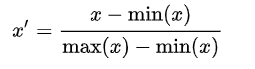 x′ = (x − min(x)) / (max(x) − min(x))